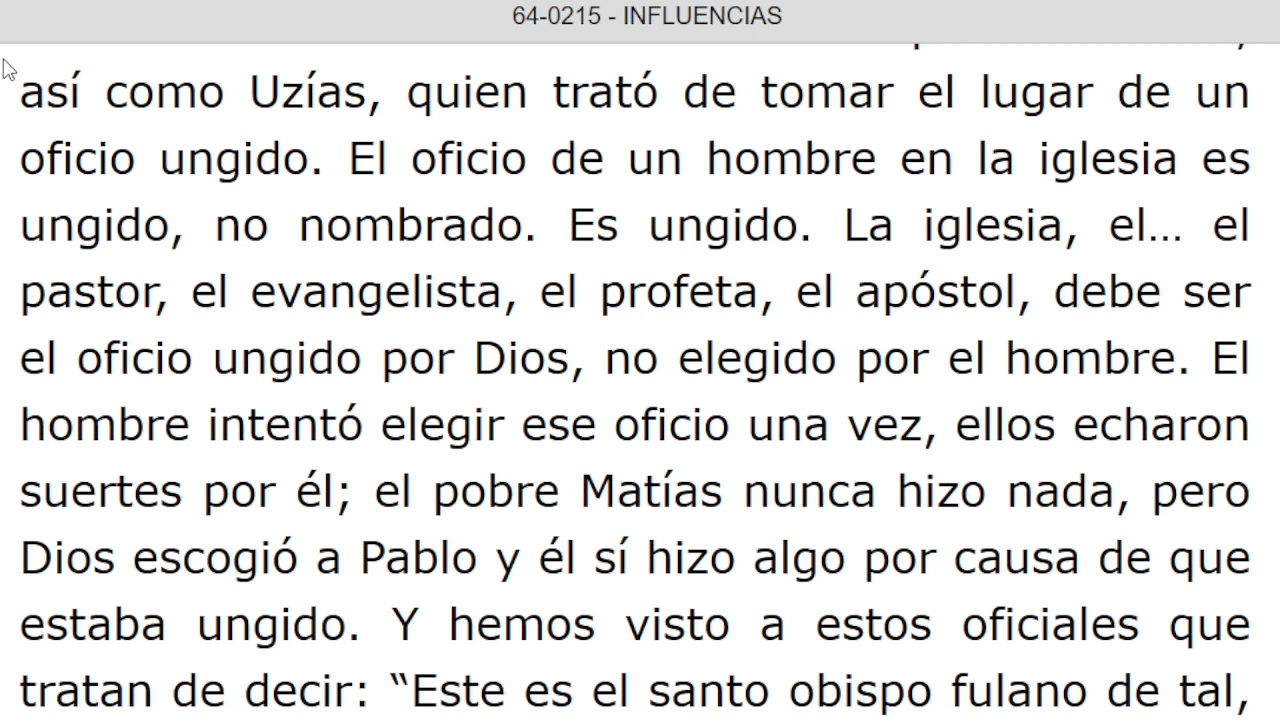 64-0215 - INFLUENCIAS
así como Uzías, quien trató de tomar el lugar de un
oficio ungido. El oficio de un hombre en la iglesia es
ungido, no nombrado. Es ungido. La iglesia, el... el
pastor, el evangelista, el profeta, el apóstol, debe ser
el oficio ungido por Dios, no elegido por el hombre. El
hombre intentó elegir ese oficio una vez, ellos echaron
suertes por él; el pobre Matías nunca hizo nada, pero
Dios escogió a Pablo y él sí hizo algo por causa de que
estaba ungido. Y hemos visto a estos oficiales que
tratan de decir: “Este es el santo obispo fulano de tal,